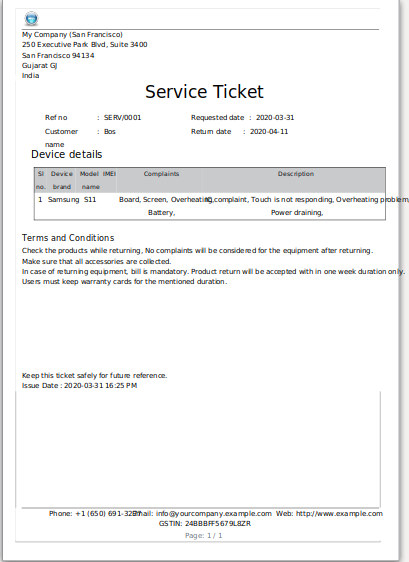 My Company (San Francisco)
250 Executive Park Blvd, Suite 3400
San Francisco 94134
Gujarat GJ
India
Service Ticket
Ref no : SERV/0001 Requested date : 2020-03-31
Customer name : Bos Return date : 2020-04-11
Device details
Sl no. Device brand Model name IMEI Complaints Description
1 Samsung S11 Board, Screen, Overheating, complaint, Touch is not responding, Overheating problem
Battery, Power draining,
Terms and Conditions
Check the products while returning, No complaints will be considered for the equipment after returning.
Make sure that all accessories are collected.
In case of returning equipment, bill is mandatory. Product return will be accepted with in one week duration only.
Users must keep warranty cards for the mentioned duration.
Keep this ticket safely for future reference.
Issue Date : 2020-03-31 16:25 PM
Phone: +1 (650) 691- Email: info@yourcompany.example.com Web: http://www.example.com
GSTIN: 24BBBFF5679L8ZR
Page: 1 / 1